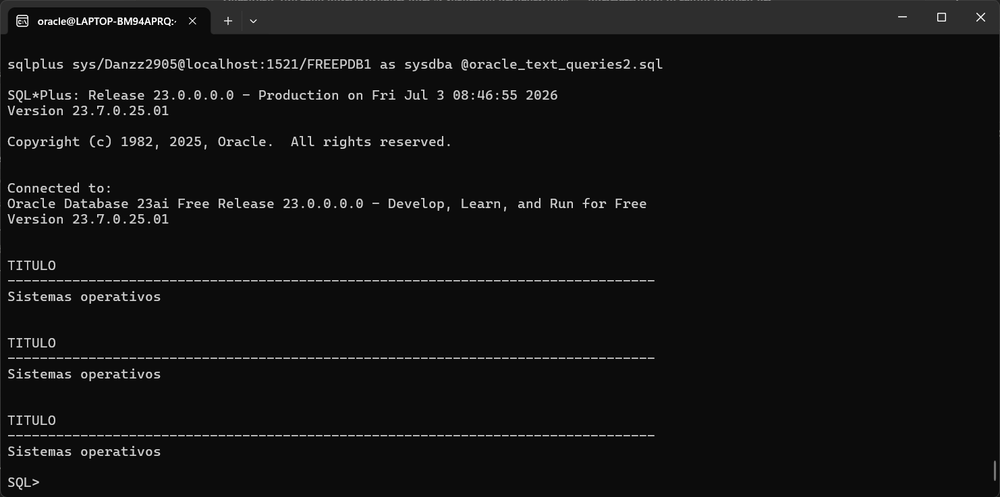 oracle@LAPTOP-BM94APRQ:
sqlplus sys/Danzz2905@localhost:1521/FREEPDB1 as sysdba @oracle_text_queries2.sql
SQL*Plus: Release 23.0.0.0.0 - Production on Fri Jul 3 08:46:55 2026
Version 23.7.0.25.01
Copyright (c) 1982, 2025, Oracle.  All rights reserved.
Connected to:
Oracle Database 23ai Free Release 23.0.0.0.0 - Develop, Learn, and Run for Free
Version 23.7.0.25.01
TITULO
--------------------------------------------------------------------------------
Sistemas operativos
TITULO
--------------------------------------------------------------------------------
Sistemas operativos
TITULO
--------------------------------------------------------------------------------
Sistemas operativos
SQL>